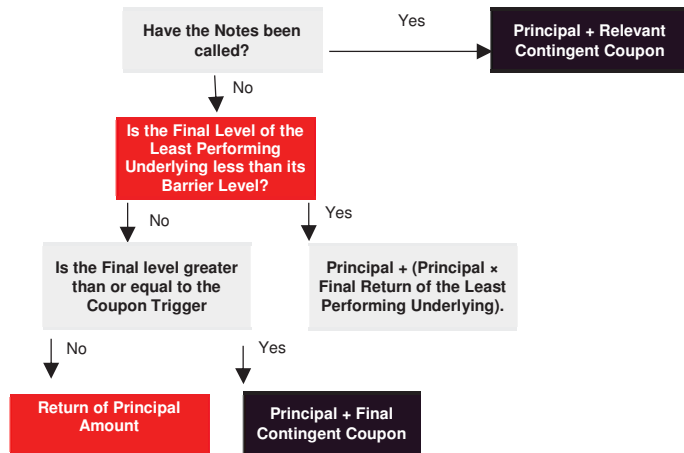 Have the Notes been
called?
Yes
Principal + Relevant
Contingent Coupon
No
Is the Final Level of the
Least Performing
Underlying less than its
Barrier Level?
No
Yes
Is the Final level greater
than or equal to the
Coupon Trigger
Principal + (Principal ×
Final Return of the Least
Performing Underlying).
No
Yes
Return of Principal
Amount
Principal + Final
Contingent Coupon